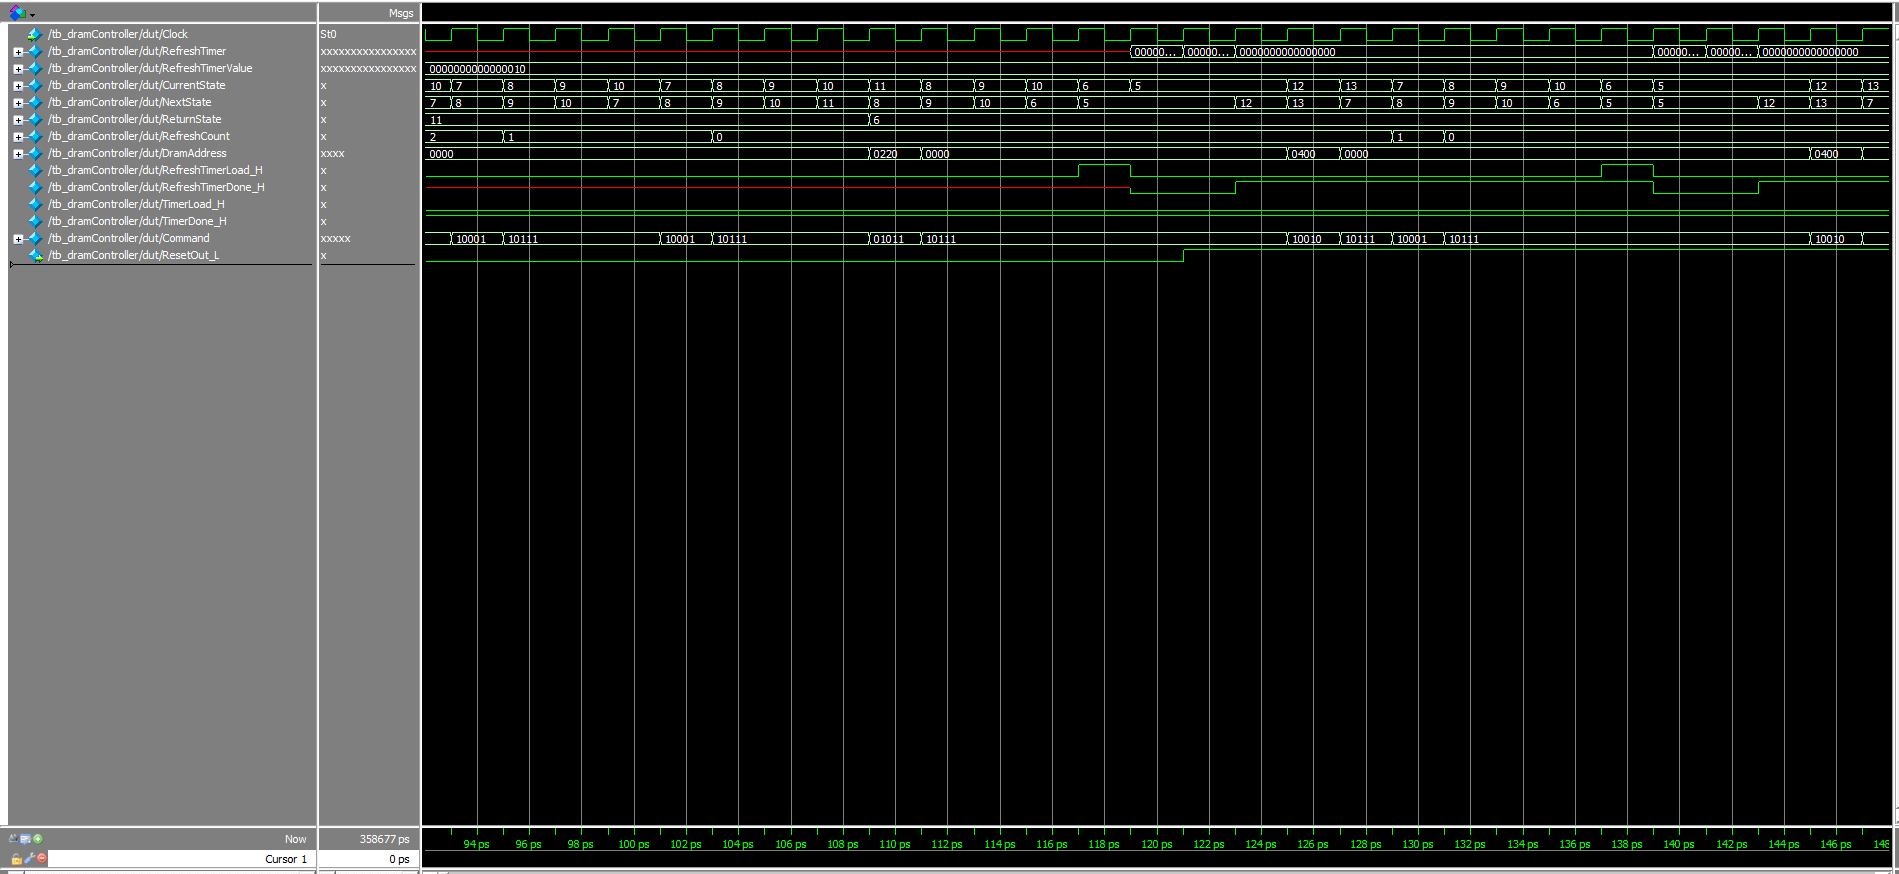 Msgs
/tb_dramController/dut/Clock St0
/tb_dramController/dut/RefreshTimer xxxxxxxxxxxxxxxx 00000... 00000... 0000000000000000 00000... 00000... 0000000000000000
/tb_dramController/dut/RefreshTimerValue xxxxxxxxxxxxxxxx 0000000000000010
/tb_dramController/dut/CurrentState x 10 7 8 9 10 7 8 9 10 11 8 9 10 6 5 12 13 7 8 9 10 6 5 12 13
/tb_dramController/dut/NextState x 7 8 9 10 7 8 9 10 11 8 9 10 6 5 12 13 7 8 9 10 6 5 5 12 13 7
/tb_dramController/dut/ReturnState x 11 6
/tb_dramController/dut/RefreshCount x 2 1 0 1 0
/tb_dramController/dut/DramAddress xxxx 0000 0220 0000 0400 0000 0400
/tb_dramController/dut/RefreshTimerLoad_H x
/tb_dramController/dut/RefreshTimerDone_H x
/tb_dramController/dut/TimerLoad_H x
/tb_dramController/dut/TimerDone_H x
/tb_dramController/dut/Command xxxxx 10001 10111 10001 10111 01011 10111 10010 10111 10001 10111 10010
/tb_dramController/dut/ResetOut_L x
Now 358677 ps
94 ps 96 ps 98 ps 100 ps 102 ps 104 ps 106 ps 108 ps 110 ps 112 ps 114 ps 116 ps 118 ps 120 ps 122 ps 124 ps 126 ps 128 ps 130 ps 132 ps 134 ps 136 ps 138 ps 140 ps 142 ps 144 ps 146 ps 148
Cursor 1 0 ps